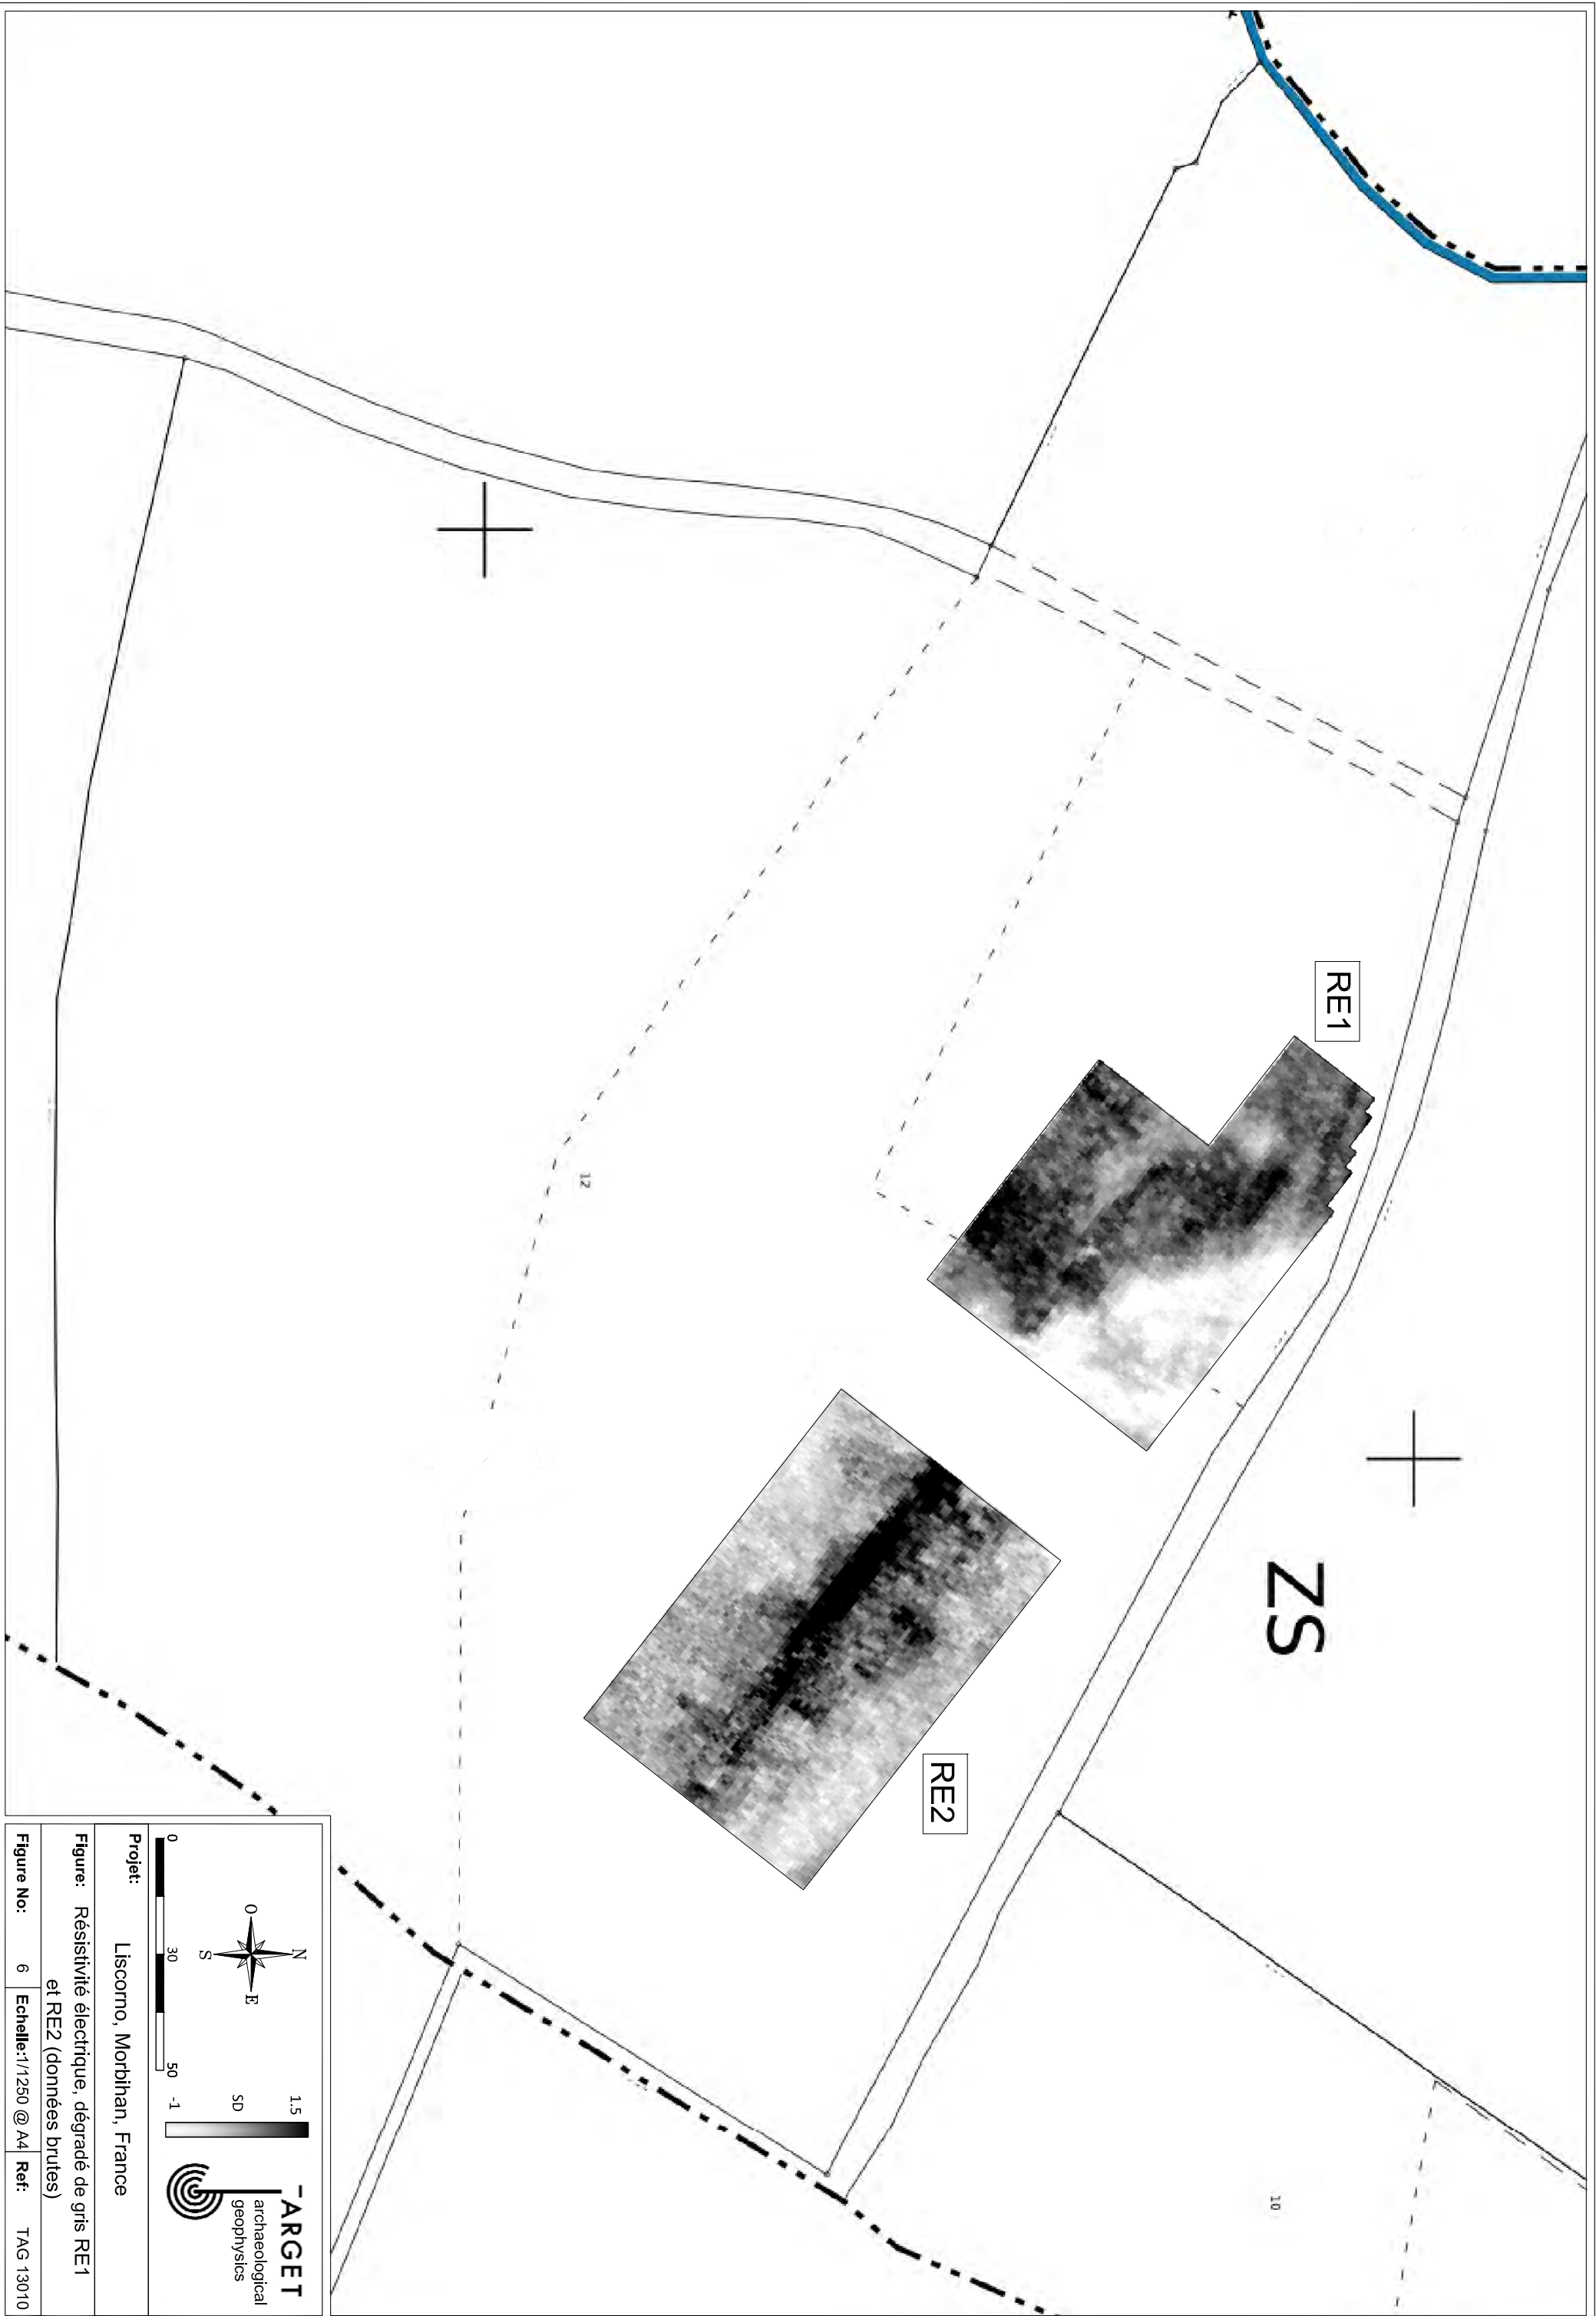 RE1
RE2
ZS
12
10
N
O
E
S
0
30
50
1.5
SD
-1
ARGET
archaeological
geophysics
Projet: Liscorno, Morbihan, France
Figure: Résistivité électrique, dégradé de gris RE1
et RE2 (données brutes)
Figure No: 6 Echelle:1/1250 @ A4 Ref: TAG 13010